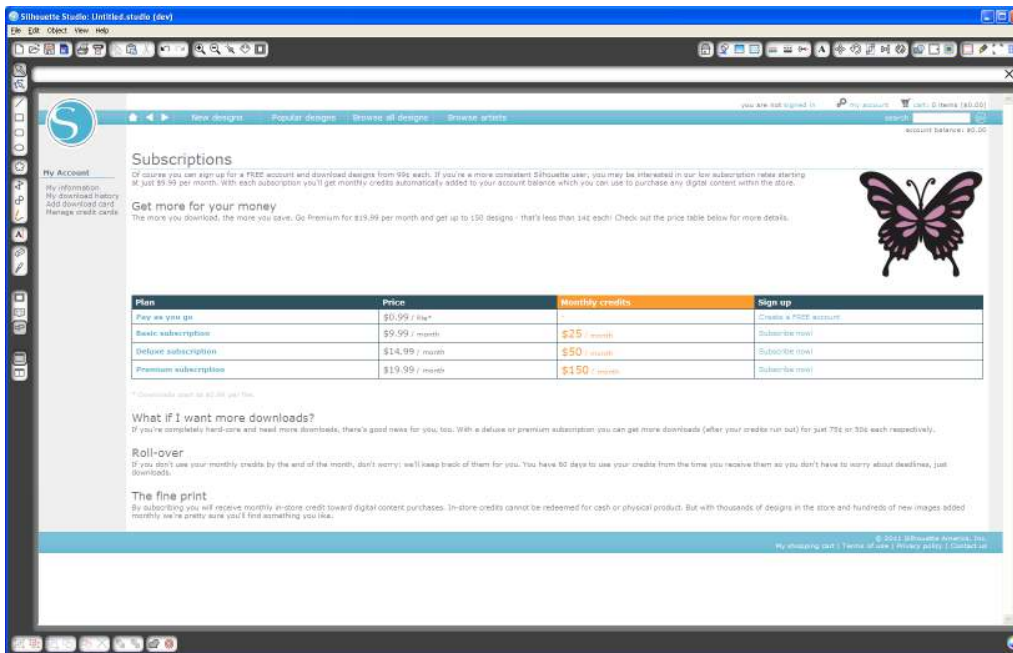 Silhouette Studio: Untitled.studio (dev)
File Edit Object View Help
you are not signed in my account cart: 0 items ($0.00)
New designs Popular designs Browse all designs Browse artists search
account balance: $0.00
My Account
My information
My download history
Add download card
Manage credit cards
Subscriptions
Of course you can sign up for a FREE account and download designs from 99¢ each. If you're a more consistent Silhouette user, you may be interested in our low subscription rates starting
at just $9.99 per month. With each subscription you'll get monthly credits automatically added to your account balance which you can use to purchase any digital content within the store.
Get more for your money
The more you download, the more you save. Go Premium for $19.99 per month and get up to 150 designs - that's less than 14¢ each! Check out the price table below for more details.
Plan Price Monthly credits Sign up
Pay as you go $0.99 / file* - Create a FREE account
Basic subscription $9.99 / month $25 / month Subscribe now!
Deluxe subscription $14.99 / month $50 / month Subscribe now!
Premium subscription $19.99 / month $150 / month Subscribe now!
* Downloads start at $0.99 per file.
What if I want more downloads?
If you're completely hard-core and need more downloads, there's good news for you, too. With a deluxe or premium subscription you can get more downloads (after your credits run out) for just 75¢ or 50¢ each respectively.
Roll-over
If you don't use your monthly credits by the end of the month, don't worry: we'll keep track of them for you. You have 60 days to use your credits from the time you receive them so you don't have to worry about deadlines, just
downloads.
The fine print
By subscribing you will receive monthly in-store credit toward digital content purchases. In-store credits cannot be redeemed for cash or physical product. But with thousands of designs in the store and hundreds of new images added
monthly we're pretty sure you'll find something you like.
© 2011 Silhouette America, Inc.
My shopping cart | Terms of use | Privacy policy | Contact us